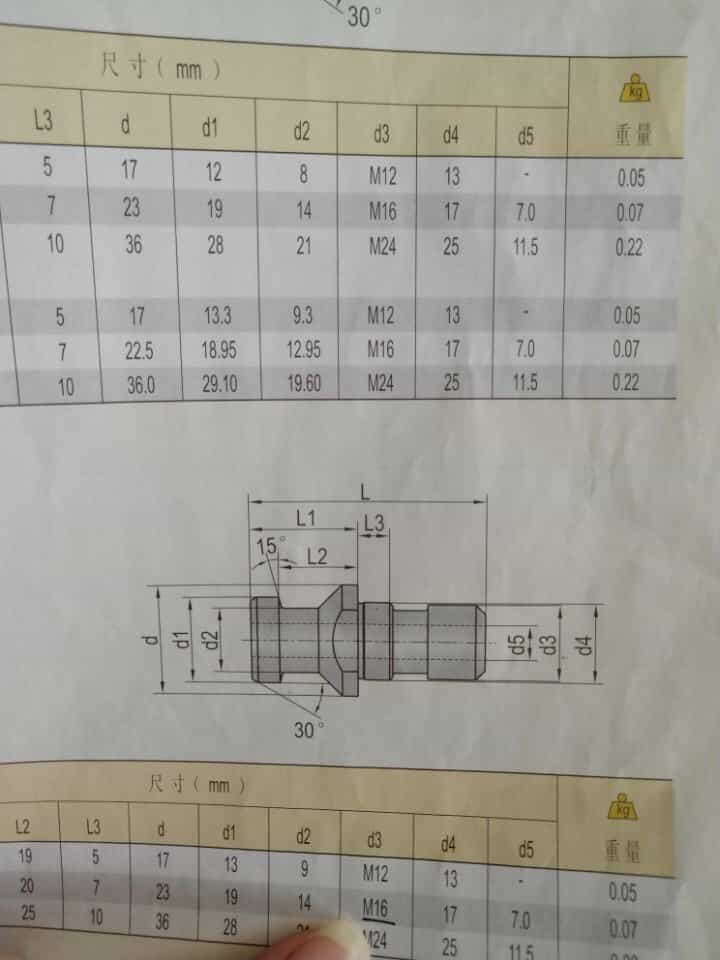 30°
尺寸( mm )
kg
L3 d d1 d2 d3 d4 d5 重量
5 17 12 8 M12 13 - 0.05
7 23 19 14 M16 17 7.0 0.07
10 36 28 21 M24 25 11.5 0.22
5 17 13.3 9.3 M12 13 - 0.05
7 22.5 18.95 12.95 M16 17 7.0 0.07
10 36.0 29.10 19.60 M24 25 11.5 0.22
L
L1 L3
15° L2
d d1 d2 d5 d3 d4
30°
尺寸( mm )
kg
L2 L3 d d1 d2 d3 d4 d5 重量
19 5 17 13 9 M12 13 - 0.05
20 7 23 19 14 M16 17 7.0 0.07
25 10 36 28 M24 25 11.5